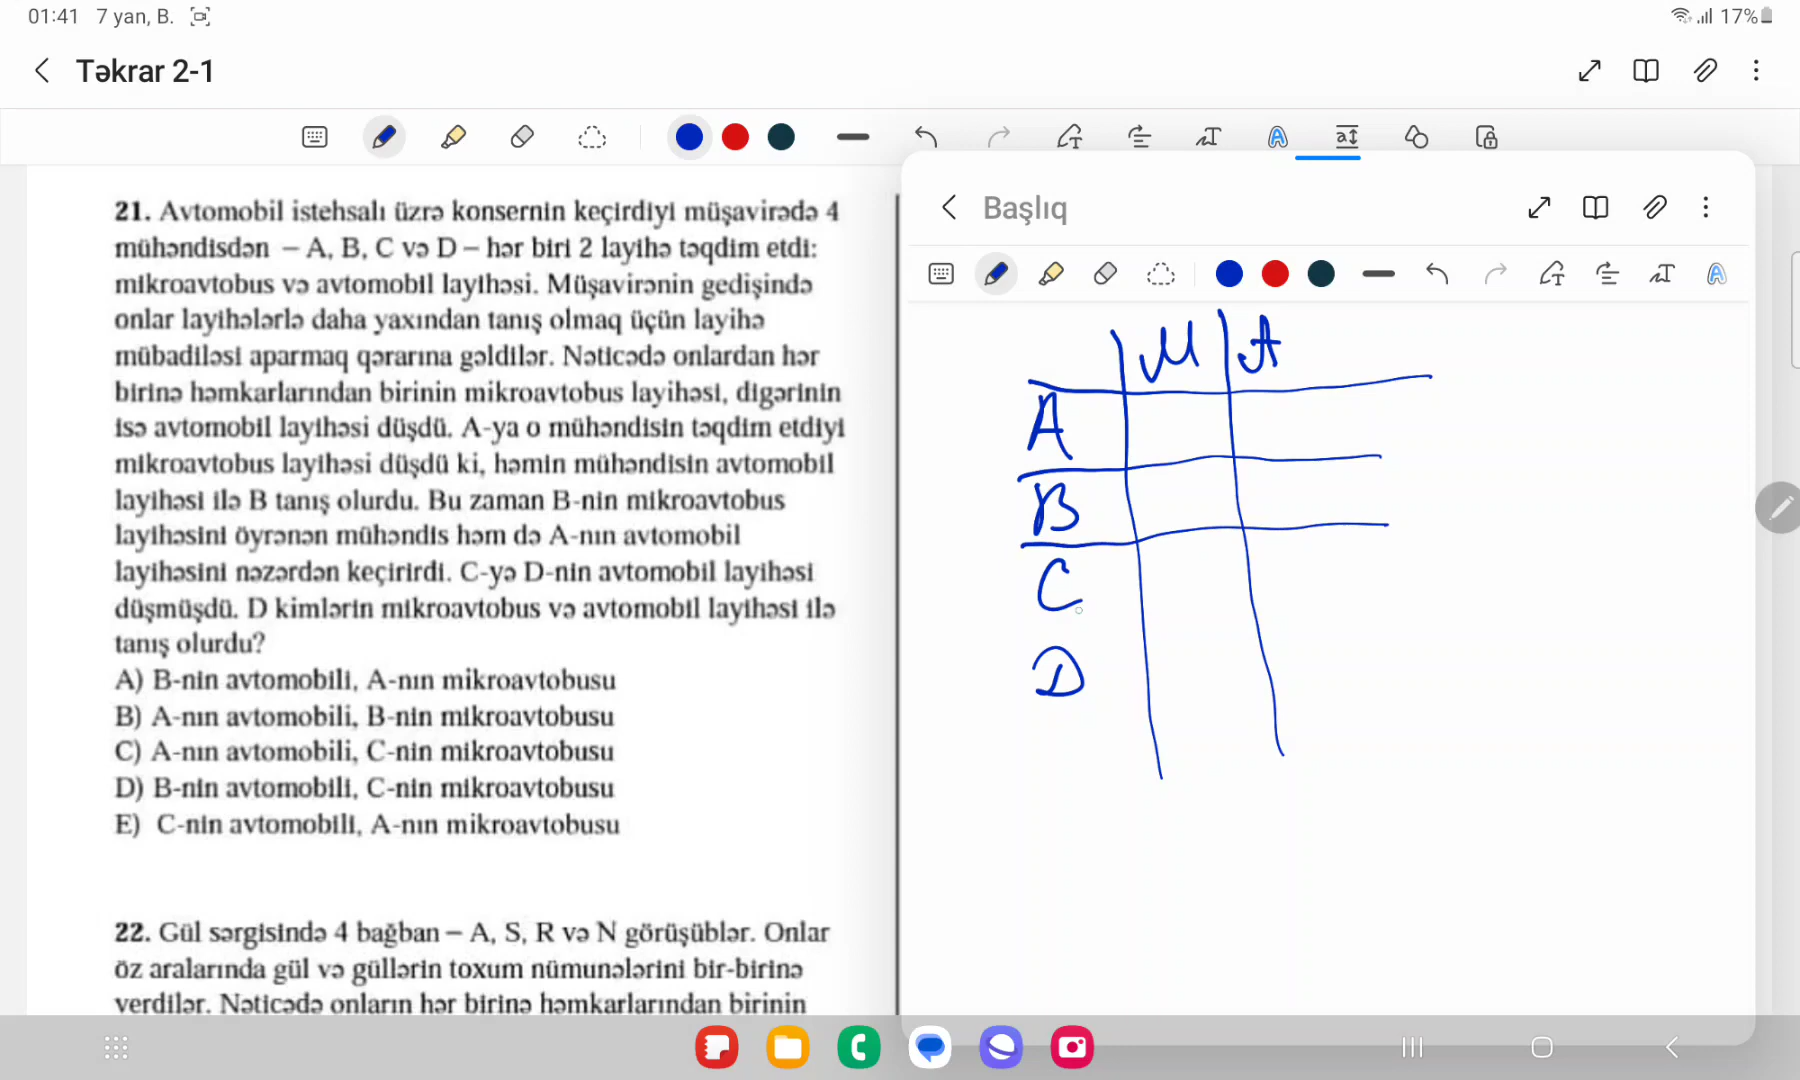 01:41 7 yan, B. 17%
Təkrar 2-1
21. Avtomobil istehsalı üzrə konsernin keçirdiyi müşavirədə 4
mühəndisdən – A, B, C və D – hər biri 2 layihə təqdim etdi:
mikroavtobus və avtomobil layihəsi. Müşavirənin gedişində
onlar layihələrlə daha yaxından tanış olmaq üçün layihə
mübadiləsi aparmaq qərarına gəldilər. Nəticədə onlardan hər
birinə həmkarlarından birinin mikroavtobus layihəsi, digərinin
isə avtomobil layihəsi düşdü. A-ya o mühəndisin təqdim etdiyi
mikroavtobus layihəsi düşdü ki, həmin mühəndisin avtomobil
layihəsi ilə B tanış olurdu. Bu zaman B-nin mikroavtobus
layihəsini öyrənən mühəndis həm də A-nın avtomobil
layihəsini nəzərdən keçirirdi. C-yə D-nin avtomobil layihəsi
düşmüşdü. D kimlərin mikroavtobus və avtomobil layihəsi ilə
tanış olurdu?
A) B-nin avtomobili, A-nın mikroavtobusu
B) A-nın avtomobili, B-nin mikroavtobusu
C) A-nın avtomobili, C-nin mikroavtobusu
D) B-nin avtomobili, C-nin mikroavtobusu
E) C-nin avtomobili, A-nın mikroavtobusu
22. Gül sərgisində 4 bağban – A, S, R və N görüşüblər. Onlar
öz aralarında gül və güllərin toxum nümunələrini bir-birinə
verdilər. Nəticədə onların hər birinə həmkarlarından birinin
Başlıq
M A
A
B
C
D